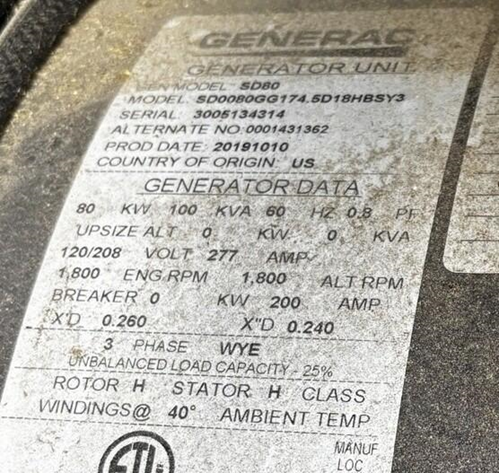 GENERAC
GENERATOR UNIT
MODEL: SD80
MODEL: SD0080GG174.5D18HBSY3
SERIAL: 3005134314
ALTERNATE NO: 0001431362
PROD DATE: 20191010
COUNTRY OF ORIGIN: US
GENERATOR DATA
80 KW 100 KVA 60 HZ 0.8 PF
UPSIZE ALT 0 KW 0 KVA
120/208 VOLT 277 AMP
1,800 ENG RPM 1,800 ALT RPM
BREAKER 0 KW 200 AMP
X'D 0.260 X"D 0.240
3 PHASE WYE
UNBALANCED LOAD CAPACITY - 25%
ROTOR H STATOR H CLASS
WINDINGS@ 40° AMBIENT TEMP
ETL
MANUF
LOC